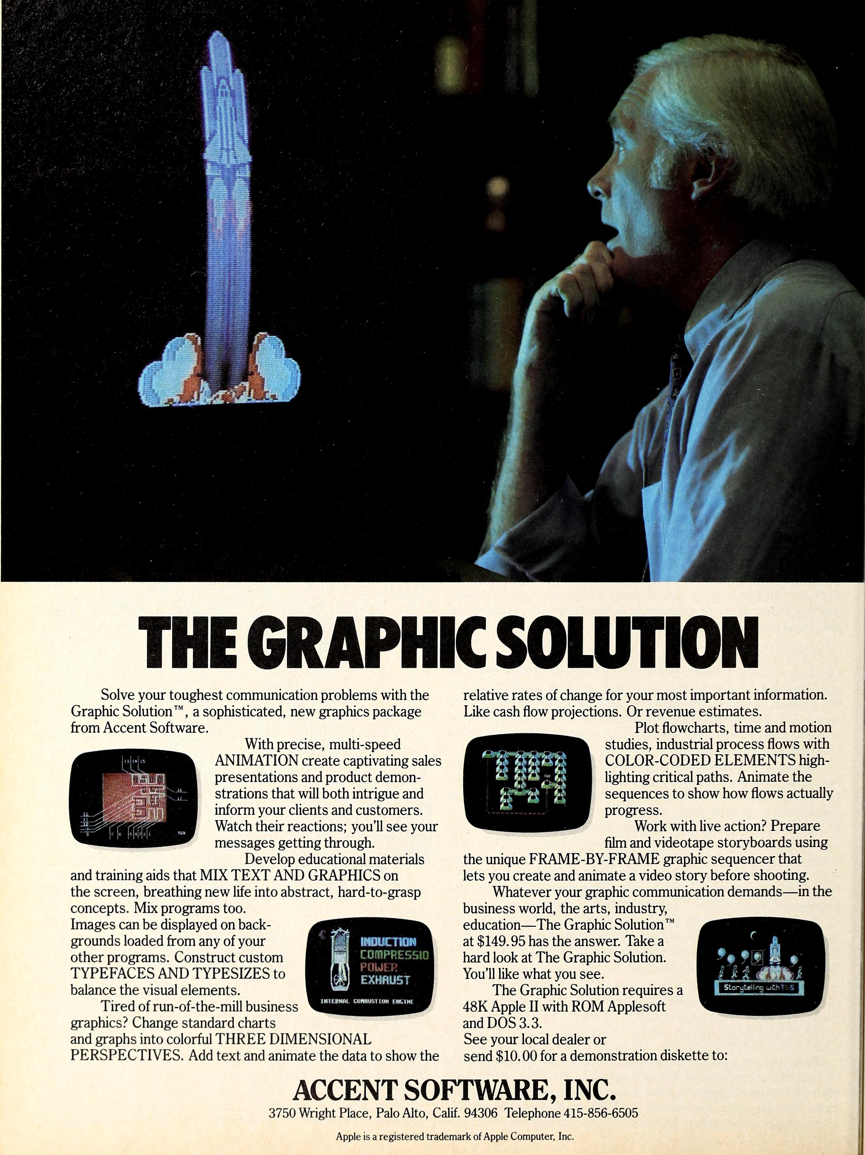 THE GRAPHIC SOLUTION
Solve your toughest communication problems with the
Graphic Solution™, a sophisticated, new graphics package
from Accent Software.
With precise, multi-speed
ANIMATION create captivating sales
presentations and product demon-
strations that will both intrigue and
inform your clients and customers.
Watch their reactions; you'll see your
messages getting through.
Develop educational materials
and training aids that MIX TEXT AND GRAPHICS on
the screen, breathing new life into abstract, hard-to-grasp
concepts. Mix programs too.
Images can be displayed on back-
grounds loaded from any of your
other programs. Construct custom
TYPEFACES AND TYPESIZES to
balance the visual elements.
INDUCTION
COMPRESSIO
POWER
EXHAUST
INTERNAL COMBUSTION ENGINE
Tired of run-of-the-mill business
graphics? Change standard charts
and graphs into colorful THREE DIMENSIONAL
PERSPECTIVES. Add text and animate the data to show the
relative rates of change for your most important information.
Like cash flow projections. Or revenue estimates.
Plot flowcharts, time and motion
studies, industrial process flows with
COLOR-CODED ELEMENTS high-
lighting critical paths. Animate the
sequences to show how flows actually
progress.
Work with live action? Prepare
film and videotape storyboards using
the unique FRAME-BY-FRAME graphic sequencer that
lets you create and animate a video story before shooting.
Whatever your graphic communication demands—in the
business world, the arts, industry,
education—The Graphic Solution™
at $149.95 has the answer. Take a
hard look at The Graphic Solution.
You'll like what you see.
Storytelling with TGS
The Graphic Solution requires a
48K Apple II with ROM Applesoft
and DOS 3.3.
See your local dealer or
send $10.00 for a demonstration diskette to:
ACCENT SOFTWARE, INC.
3750 Wright Place, Palo Alto, Calif. 94306 Telephone 415-856-6505
Apple is a registered trademark of Apple Computer, Inc.